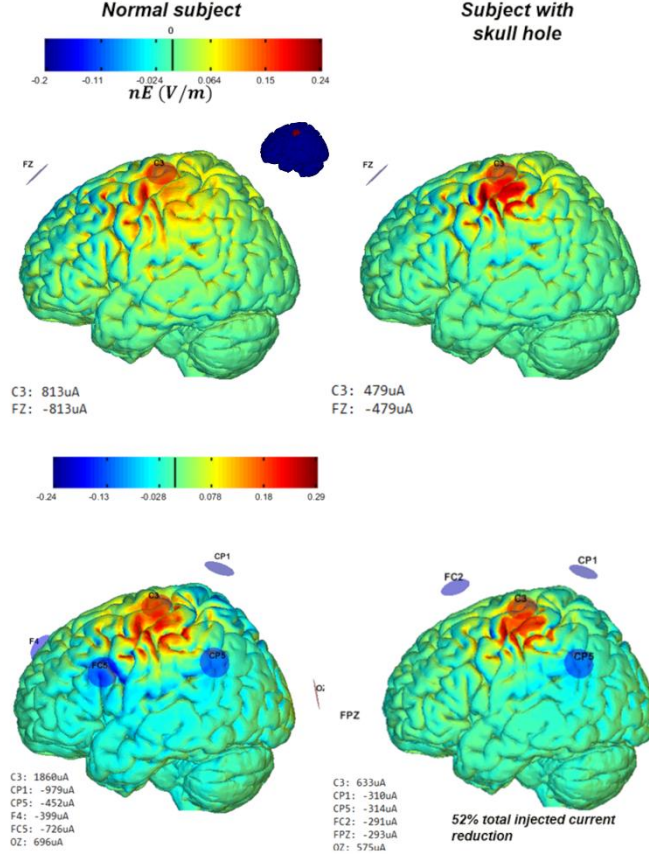 Normal subject
Subject with
skull hole
0
-0.2 -0.11 -0.024 0.064 0.15 0.24
nE (V/m)
FZ
C3
FZ
C3
C3: 813uA
FZ: -813uA
C3: 479uA
FZ: -479uA
-0.24 -0.13 -0.028 0.078 0.18 0.29
CP1
C3
F4
FC5
CP5
FC2
CP1
C3
CP5
FPZ
C3: 1860uA
CP1: -979uA
CP5: -452uA
F4: -399uA
FC5: -726uA
OZ: 696uA
C3: 633uA
CP1: -310uA
CP5: -314uA
FC2: -291uA
FPZ: -293uA
OZ: 575uA
52% total injected current
reduction